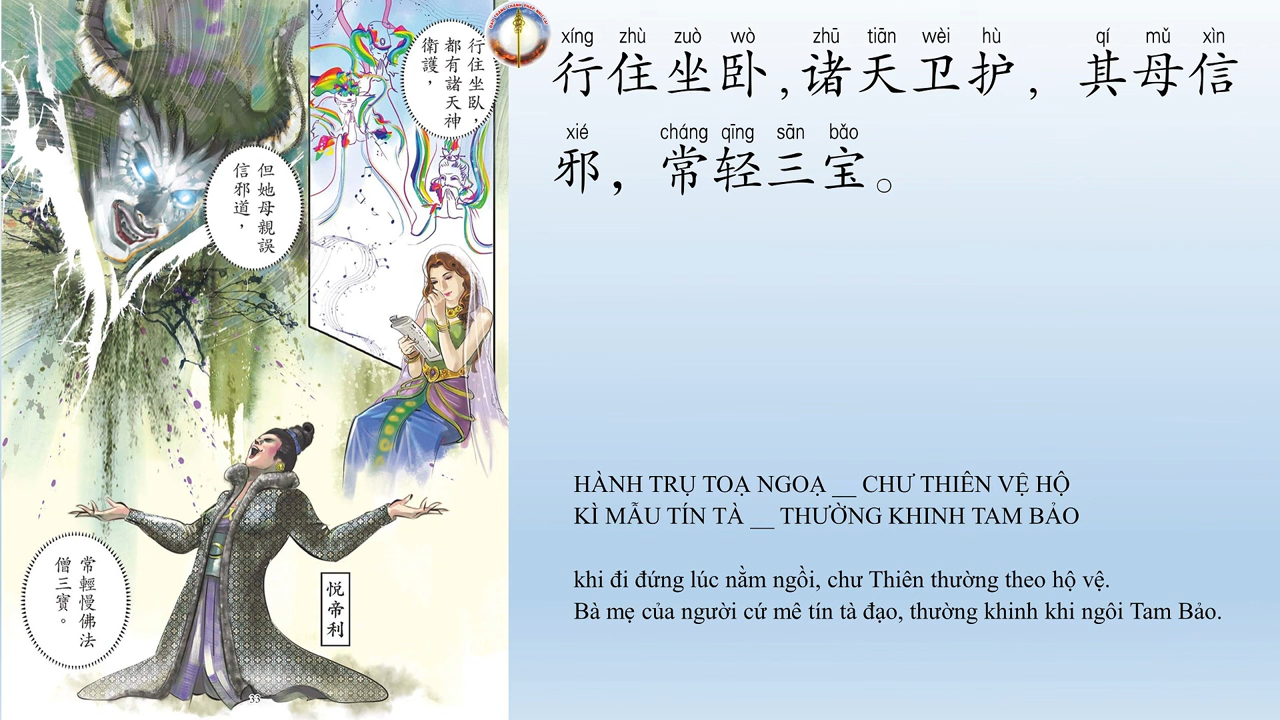 行住坐臥，
都有諸天神
衛護，
但她母親誤
信邪道，
常輕慢佛法
僧三寶。
悅帝利
33
xíng zhù zuò wò zhū tiān wèi hù qí mǔ xìn
行住坐卧，诸天卫护，其母信
xié cháng qīng sān bǎo
邪，常轻三宝。
HÀNH TRỤ TOẠ NGOẠ __ CHƯ THIÊN VỆ HỘ
KÌ MẪU TÍN TÀ __ THƯỜNG KHINH TAM BẢO
khi đi đứng lúc nằm ngồi, chư Thiên thường theo hộ vệ.
Bà mẹ của người cứ mê tín tà đạo, thường khinh khi ngôi Tam Bảo.